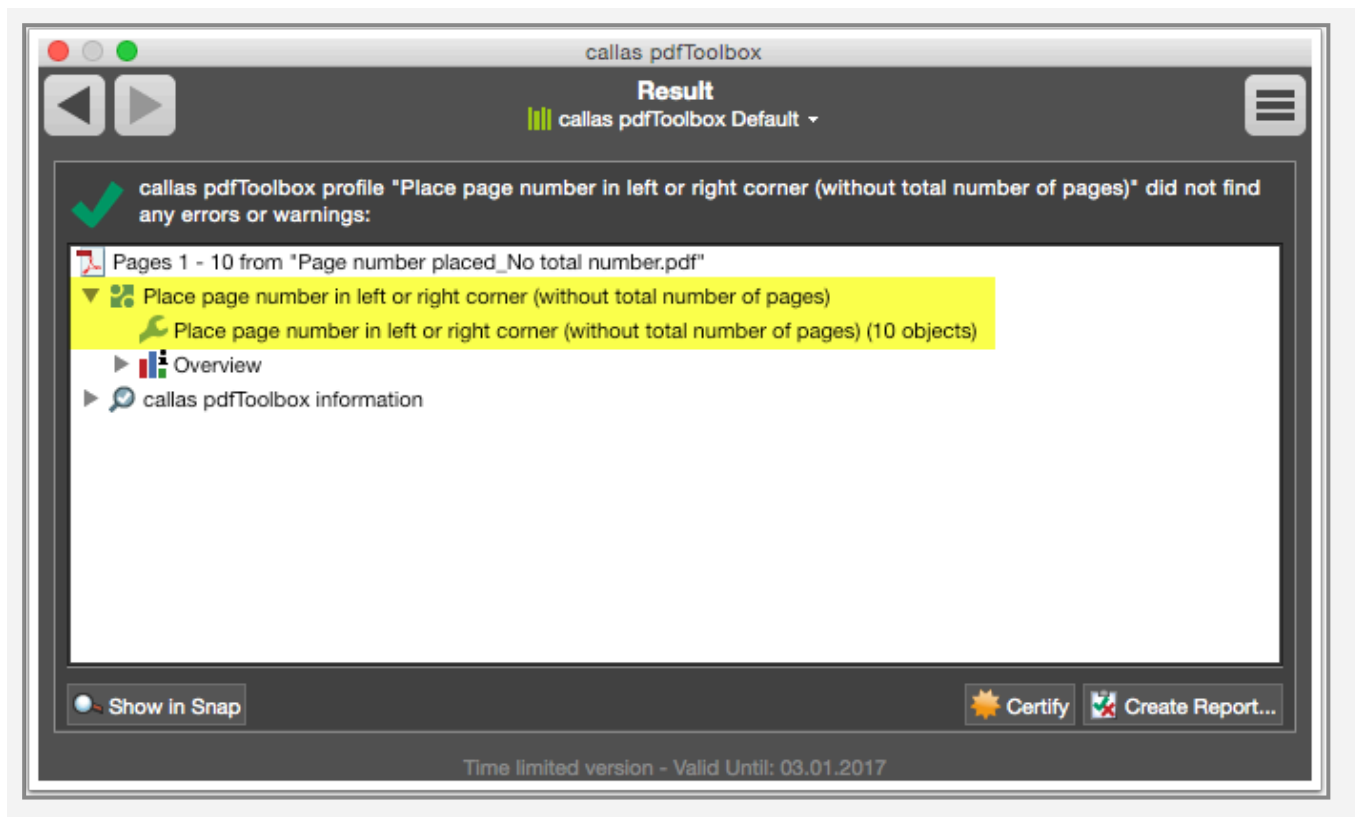 callas pdfToolbox
Result
callas pdfToolbox Default
callas pdfToolbox profile "Place page number in left or right corner (without total number of pages)" did not find
any errors or warnings:
Pages 1 - 10 from "Page number placed_No total number.pdf"
Place page number in left or right corner (without total number of pages)
Place page number in left or right corner (without total number of pages) (10 objects)
Overview
callas pdfToolbox information
Show in Snap
Certify
Create Report...
Time limited version - Valid Until: 03.01.2017